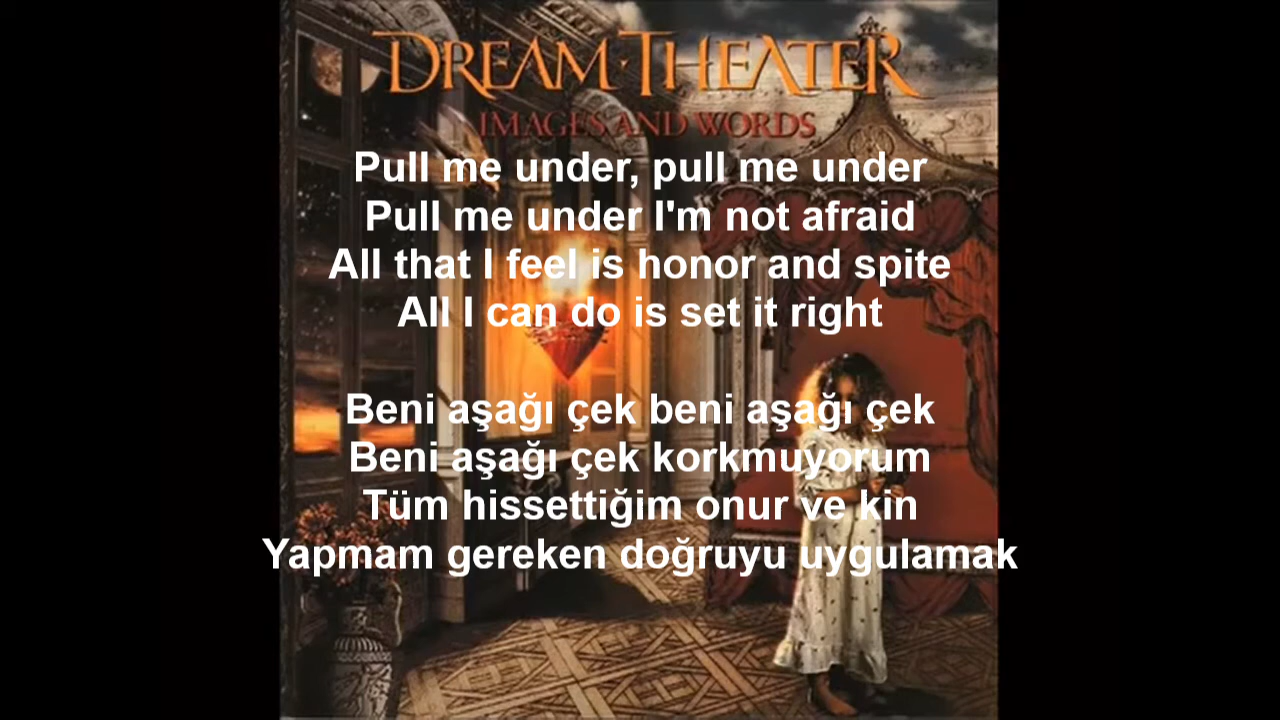 DREAM·THEATER
IMAGES AND WORDS
Pull me under, pull me under
Pull me under I'm not afraid
All that I feel is honor and spite
All I can do is set it right
Beni aşağı çek beni aşağı çek
Beni aşağı çek korkmuyorum
Tüm hissettiğim onur ve kin
Yapmam gereken doğruyu uygulamak